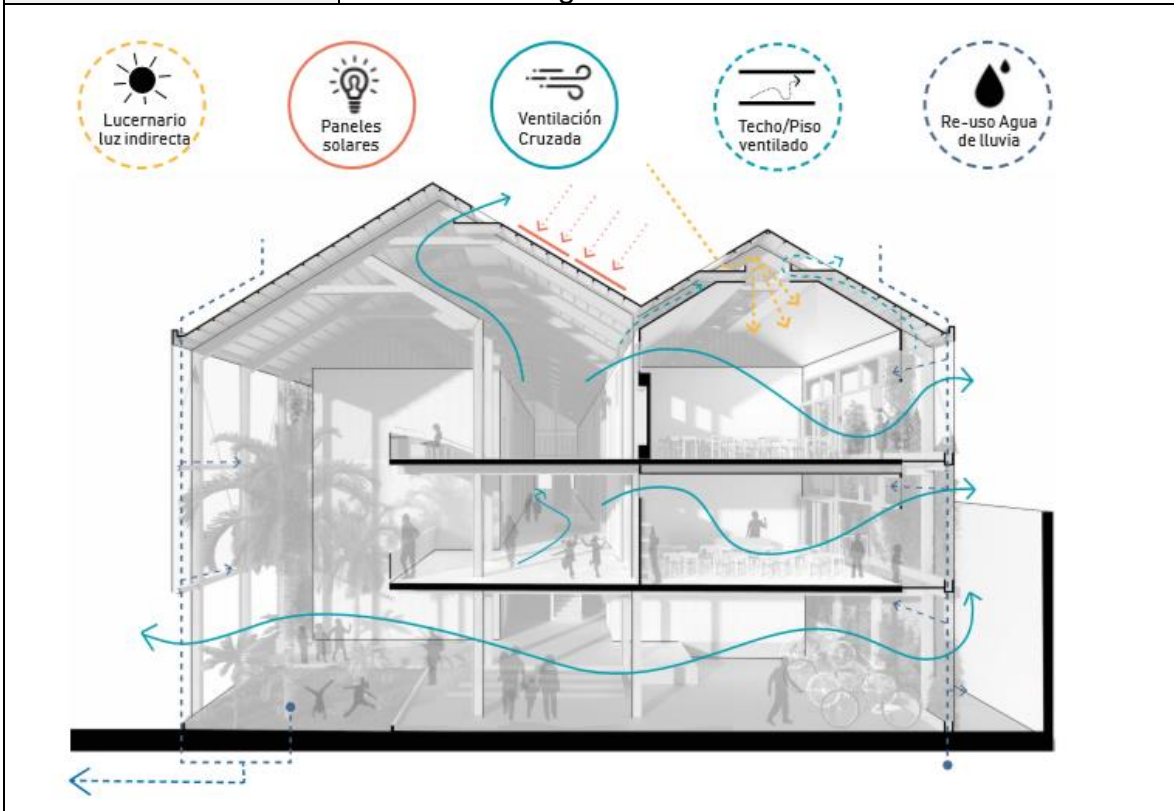 Lucernario
luz indirecta
Paneles
solares
Ventilación
Cruzada
Techo/Piso
ventilado
Re-uso Agua
de lluvia